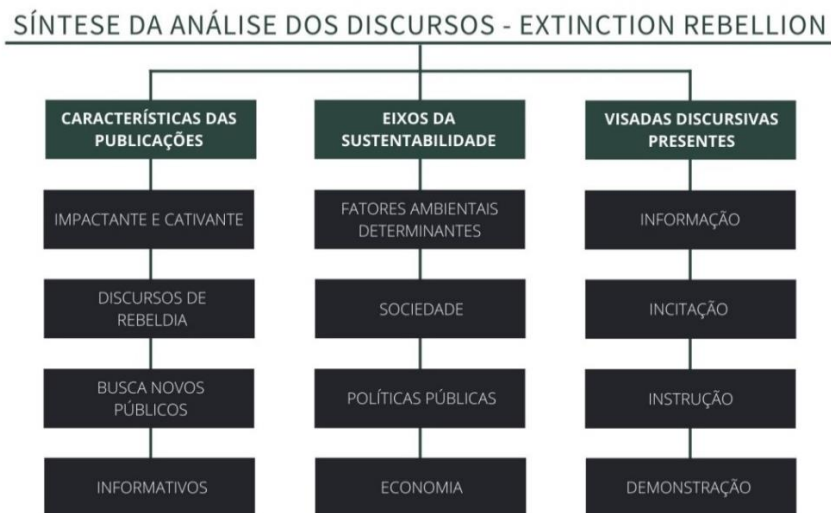 SÍNTESE DA ANÁLISE DOS DISCURSOS - EXTINCTION REBELLION
CARACTERÍSTICAS DAS
PUBLICAÇÕES
IMPACTANTE E CATIVANTE
DISCURSOS DE
REBELDIA
BUSCA NOVOS
PÚBLICOS
INFORMATIVOS
EIXOS DA
SUSTENTABILIDADE
FATORES AMBIENTAIS
DETERMINANTES
SOCIEDADE
POLÍTICAS PÚBLICAS
ECONOMIA
VISADAS DISCURSIVAS
PRESENTES
INFORMAÇÃO
INCITAÇÃO
INSTRUÇÃO
DEMONSTRAÇÃO